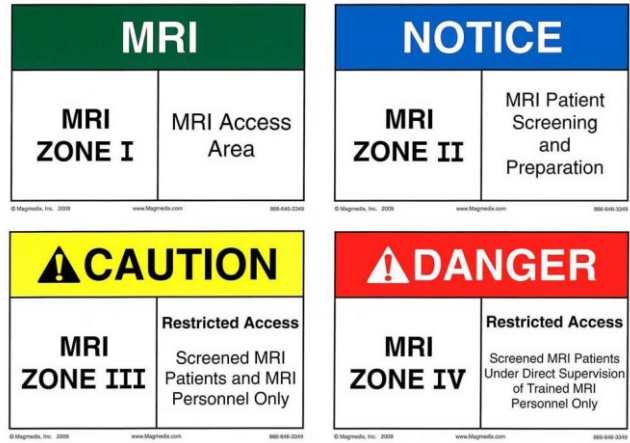 MRI
MRI
ZONE I
MRI Access
Area
© Magmedix, Inc. 2009 www.Magmedix.com 866-646-3349
NOTICE
MRI
ZONE II
MRI Patient
Screening
and
Preparation
© Magmedix, Inc. 2009 www.Magmedix.com 866-646-3349
CAUTION
MRI
ZONE III
Restricted Access
Screened MRI
Patients and MRI
Personnel Only
© Magmedix, Inc. 2009 www.Magmedix.com 866-646-3349
DANGER
MRI
ZONE IV
Restricted Access
Screened MRI Patients
Under Direct Supervision
of Trained MRI
Personnel Only
© Magmedix, Inc. 2009 www.Magmedix.com 866-646-3349